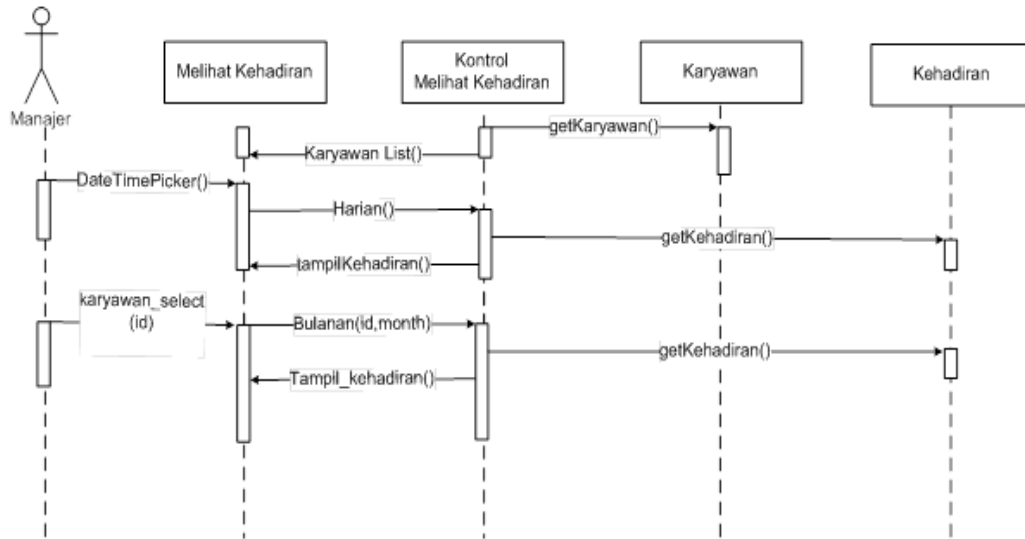 Manajer
Melihat Kehadiran
Kontrol
Melihat Kehadiran
Karyawan
Kehadiran
getKaryawan()
Karyawan List()
DateTimePicker()
Harian()
getKehadiran()
tampilKehadiran()
karyawan_select
(id)
Bulanan(id,month)
getKehadiran()
Tampil_kehadiran()